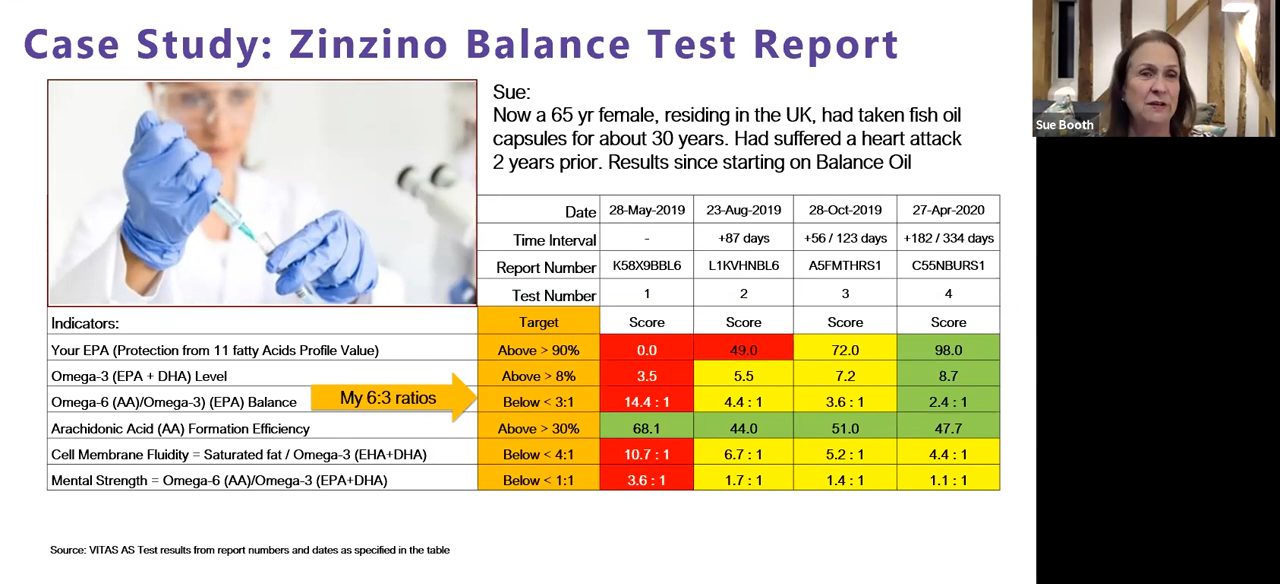 Case Study: Zinzino Balance Test Report
Sue:
Now a 65 yr female, residing in the UK, had taken fish oil
capsules for about 30 years. Had suffered a heart attack
2 years prior. Results since starting on Balance Oil
Sue Booth
Date 28-May-2019 23-Aug-2019 28-Oct-2019 27-Apr-2020
Time Interval - +87 days +56 / 123 days +182 / 334 days
Report Number K58X9BBL6 L1KVHNBL6 A5FMTHRS1 C55NBURS1
Test Number 1 2 3 4
Indicators: Target Score Score Score Score
Your EPA (Protection from 11 fatty Acids Profile Value) Above > 90% 0.0 49.0 72.0 98.0
Omega-3 (EPA + DHA) Level Above > 8% 3.5 5.5 7.2 8.7
Omega-6 (AA)/Omega-3) (EPA) Balance My 6:3 ratios Below < 3:1 14.4 : 1 4.4 : 1 3.6 : 1 2.4 : 1
Arachidonic Acid (AA) Formation Efficiency Above > 30% 68.1 44.0 51.0 47.7
Cell Membrane Fluidity = Saturated fat / Omega-3 (EHA+DHA) Below < 4:1 10.7 : 1 6.7 : 1 5.2 : 1 4.4 : 1
Mental Strength = Omega-6 (AA)/Omega-3 (EPA+DHA) Below < 1:1 3.6 : 1 1.7 : 1 1.4 : 1 1.1 : 1
Source: VITAS AS Test results from report numbers and dates as specified in the table